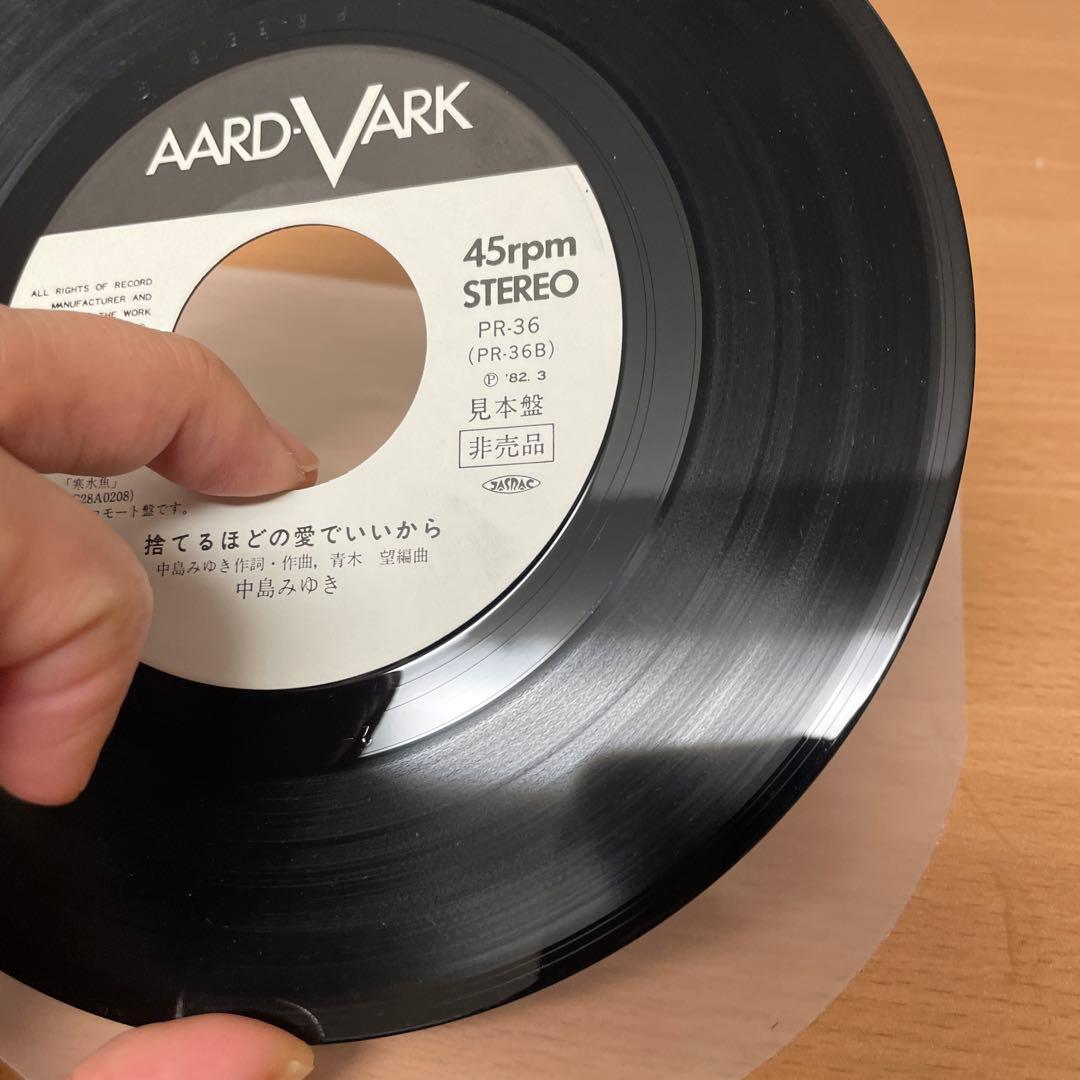 AARD-VARK
ALL RIGHTS OF RECORD
MANUFACTURER AND
THE WORK
45rpm
STEREO
PR-36
(PR-36B)
Ⓟ '82. 3
見本盤
非売品
JASRAC
「寒水魚」
28A0208)
モート盤です。
捨てるほどの愛でいいから
中島みゆき作詞・作曲, 青木 望編曲
中島みゆき